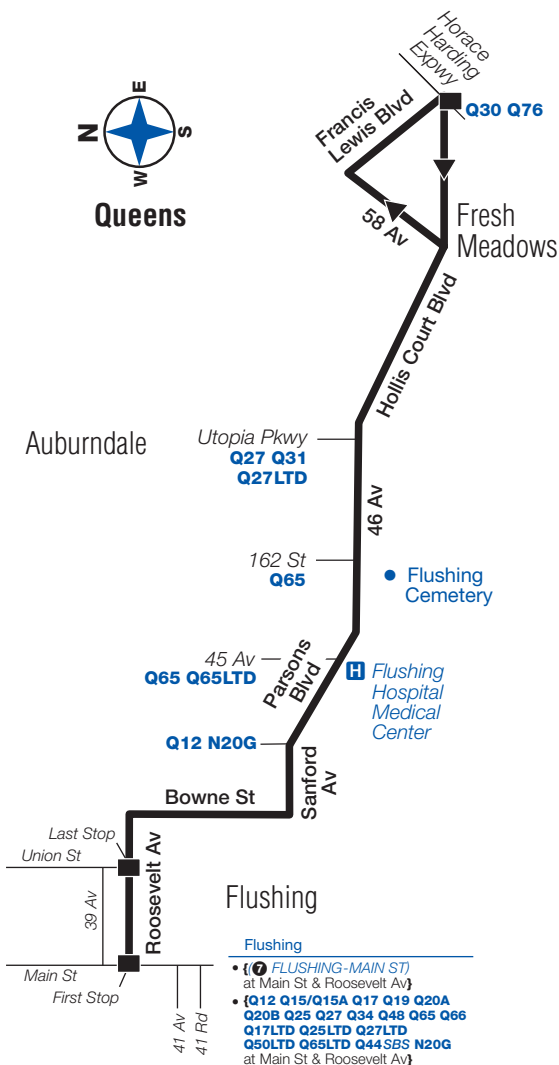 Horace
Harding
Expwy
E
N
S
W
Queens
Q30 Q76
Francis
Lewis Blvd
58 Av
Fresh
Meadows
Hollis Court Blvd
Auburndale
Utopia Pkwy
Q27 Q31
Q27LTD
46 Av
162 St
Q65
Flushing
Cemetery
45 Av
Q65 Q65LTD
Parsons
Blvd
H Flushing
Hospital
Medical
Center
Q12 N20G
Sanford
Av
Bowne St
Last Stop
Union St
Roosevelt Av
39 Av
Flushing
Main St
First Stop
41 Av
41 Rd
Flushing
• {(7 FLUSHING-MAIN ST)
at Main St & Roosevelt Av}
• {Q12 Q15/Q15A Q17 Q19 Q20A
Q20B Q25 Q27 Q34 Q48 Q65 Q66
Q17LTD Q25LTD Q27LTD
Q50LTD Q65LTD Q44SBS N20G
at Main St & Roosevelt Av}